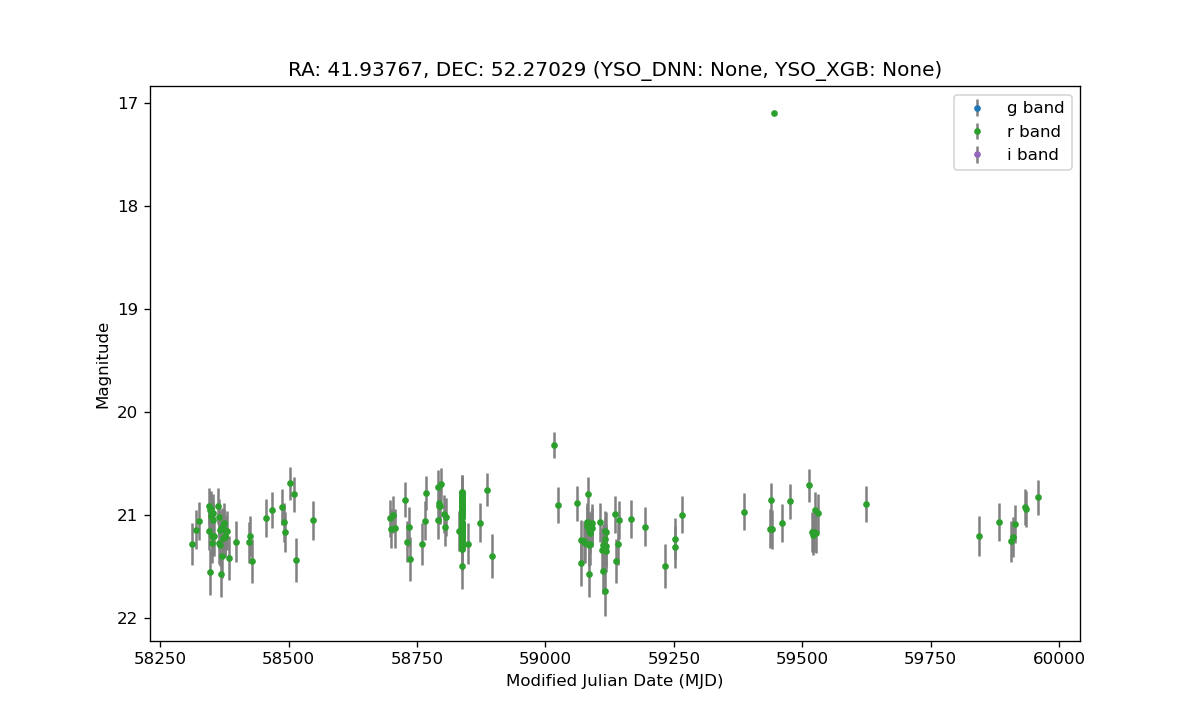 RA: 41.93767, DEC: 52.27029 (YSO_DNN: None, YSO_XGB: None)
17
18
19
20
21
22
Magnitude
g band
r band
i band
58250 58500 58750 59000 59250 59500 59750 60000
Modified Julian Date (MJD)